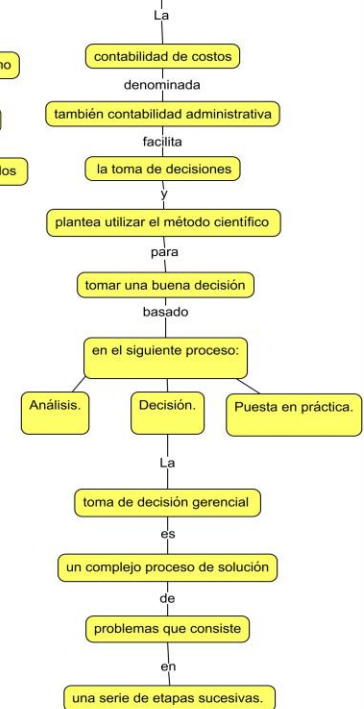 La
contabilidad de costos
denominada
también contabilidad administrativa
facilita
la toma de decisiones
y
plantea utilizar el método científico
para
tomar una buena decisión
basado
en el siguiente proceso:
Análisis.
Decisión.
Puesta en práctica.
La
toma de decisión gerencial
es
un complejo proceso de solución
de
problemas que consiste
en
una serie de etapas sucesivas.